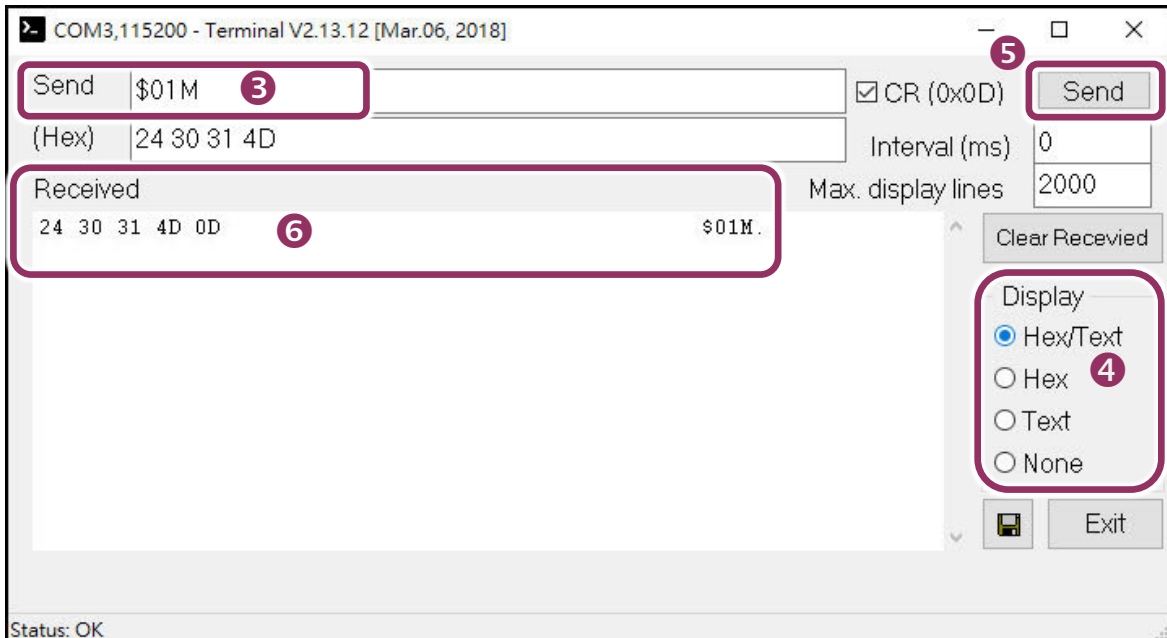 COM3,115200 - Terminal V2.13.12 [Mar.06, 2018]
5
Send $01M 3 CR (0x0D) Send
(Hex) 24 30 31 4D Interval (ms) 0
Received Max. display lines 2000
24 30 31 4D 0D 6 $01M. Clear Recevied
Display
Hex/Text
Hex 4
Text
None
Exit
Status: OK